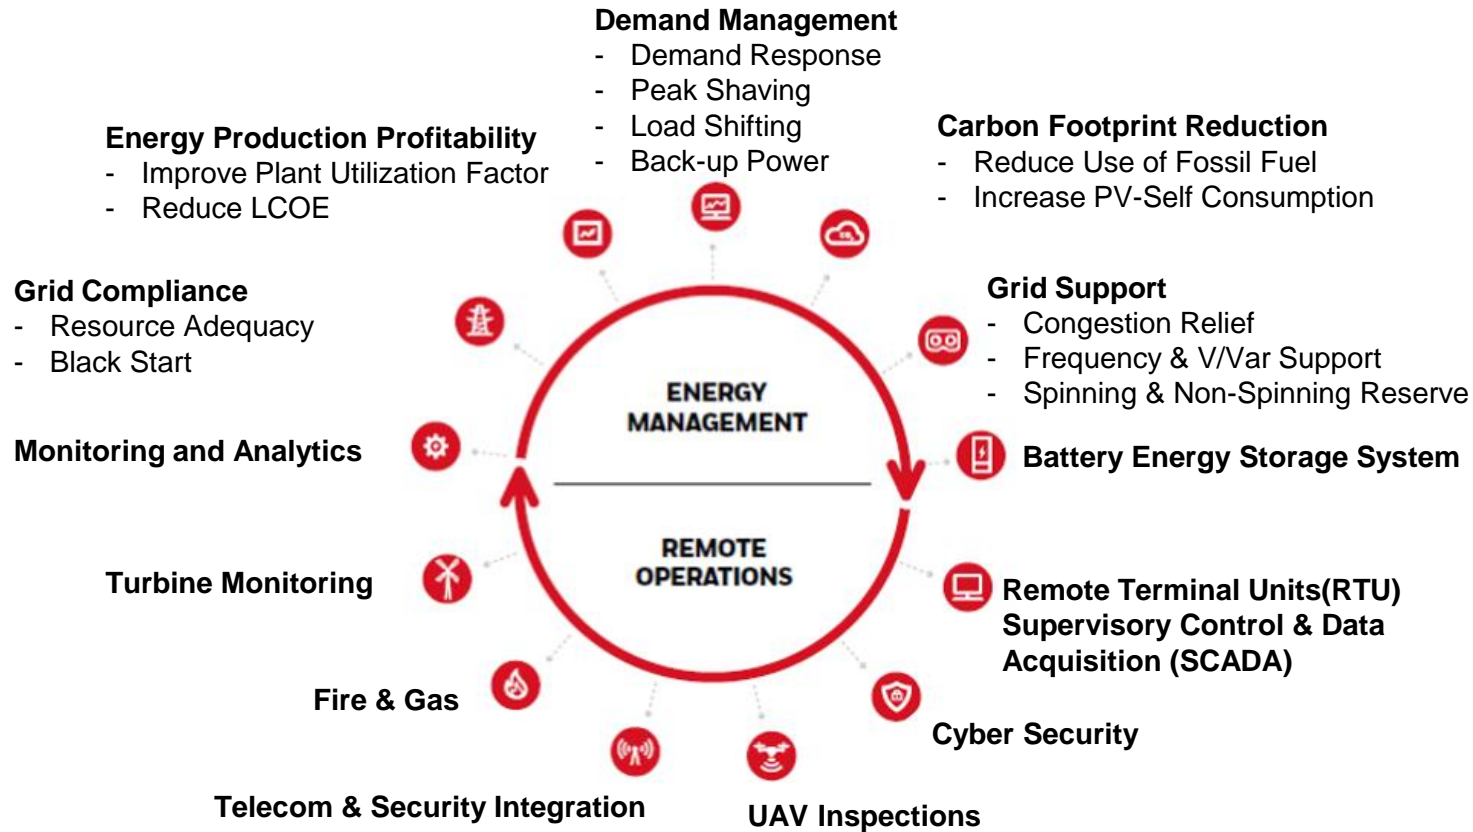 Demand Management
- Demand Response
- Peak Shaving
- Load Shifting
- Back-up Power
Energy Production Profitability
- Improve Plant Utilization Factor
- Reduce LCOE
Carbon Footprint Reduction
- Reduce Use of Fossil Fuel
- Increase PV-Self Consumption
Grid Compliance
- Resource Adequacy
- Black Start
Grid Support
- Congestion Relief
- Frequency & V/Var Support
- Spinning & Non-Spinning Reserve
ENERGY
MANAGEMENT
Monitoring and Analytics
Battery Energy Storage System
REMOTE
OPERATIONS
Turbine Monitoring
Remote Terminal Units(RTU)
Supervisory Control & Data
Acquisition (SCADA)
Fire & Gas
Cyber Security
Telecom & Security Integration
UAV Inspections